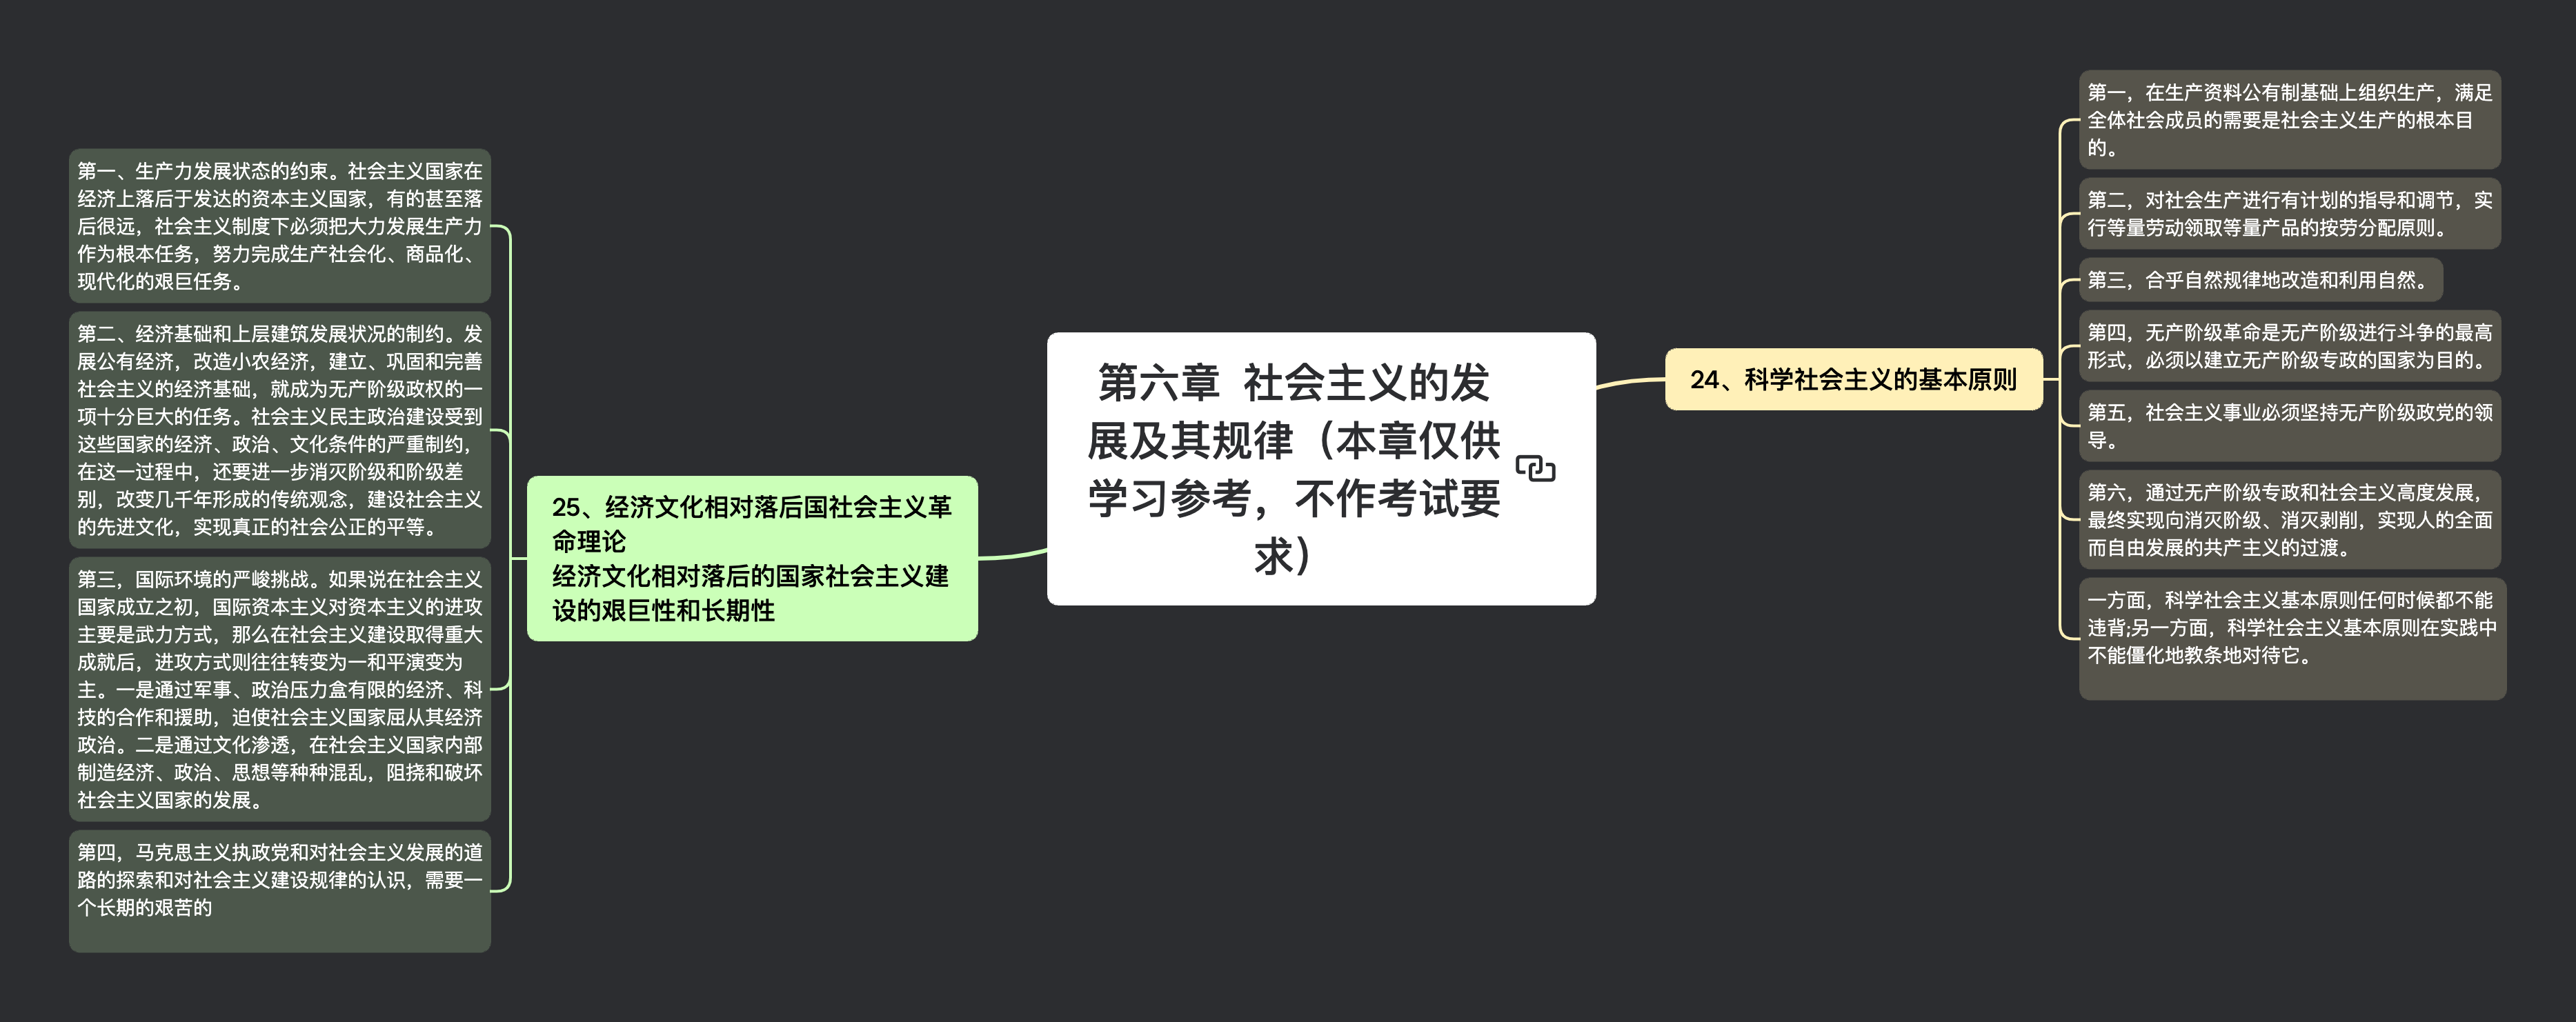 第六章 社会主义的发
展及其规律（本章仅供
学习参考，不作考试要
求）
24、科学社会主义的基本原则
第一，在生产资料公有制基础上组织生产，满足
全体社会成员的需要是社会主义生产的根本目
的。
第二，对社会生产进行有计划的指导和调节，实
行等量劳动领取等量产品的按劳分配原则。
第三，合乎自然规律地改造和利用自然。
第四，无产阶级革命是无产阶级进行斗争的最高
形式，必须以建立无产阶级专政的国家为目的。
第五，社会主义事业必须坚持无产阶级政党的领
导。
第六，通过无产阶级专政和社会主义高度发展，
最终实现向消灭阶级、消灭剥削，实现人的全面
而自由发展的共产主义的过渡。
一方面，科学社会主义基本原则任何时候都不能
违背;另一方面，科学社会主义基本原则在实践中
不能僵化地教条地对待它。
25、经济文化相对落后国社会主义革
命理论
经济文化相对落后的国家社会主义建
设的艰巨性和长期性
第一、生产力发展状态的约束。社会主义国家在
经济上落后于发达的资本主义国家，有的甚至落
后很远，社会主义制度下必须把大力发展生产力
作为根本任务，努力完成生产社会化、商品化、
现代化的艰巨任务。
第二、经济基础和上层建筑发展状况的制约。发
展公有经济，改造小农经济，建立、巩固和完善
社会主义的经济基础，就成为无产阶级政权的一
项十分巨大的任务。社会主义民主政治建设受到
这些国家的经济、政治、文化条件的严重制约，
在这一过程中，还要进一步消灭阶级和阶级差
别，改变几千年形成的传统观念，建设社会主义
的先进文化，实现真正的社会公正的平等。
第三，国际环境的严峻挑战。如果说在社会主义
国家成立之初，国际资本主义对资本主义的进攻
主要是武力方式，那么在社会主义建设取得重大
成就后，进攻方式则往往转变为一和平演变为
主。一是通过军事、政治压力盒有限的经济、科
技的合作和援助，迫使社会主义国家屈从其经济
政治。二是通过文化渗透，在社会主义国家内部
制造经济、政治、思想等种种混乱，阻挠和破坏
社会主义国家的发展。
第四，马克思主义执政党和对社会主义发展的道
路的探索和对社会主义建设规律的认识，需要一
个长期的艰苦的